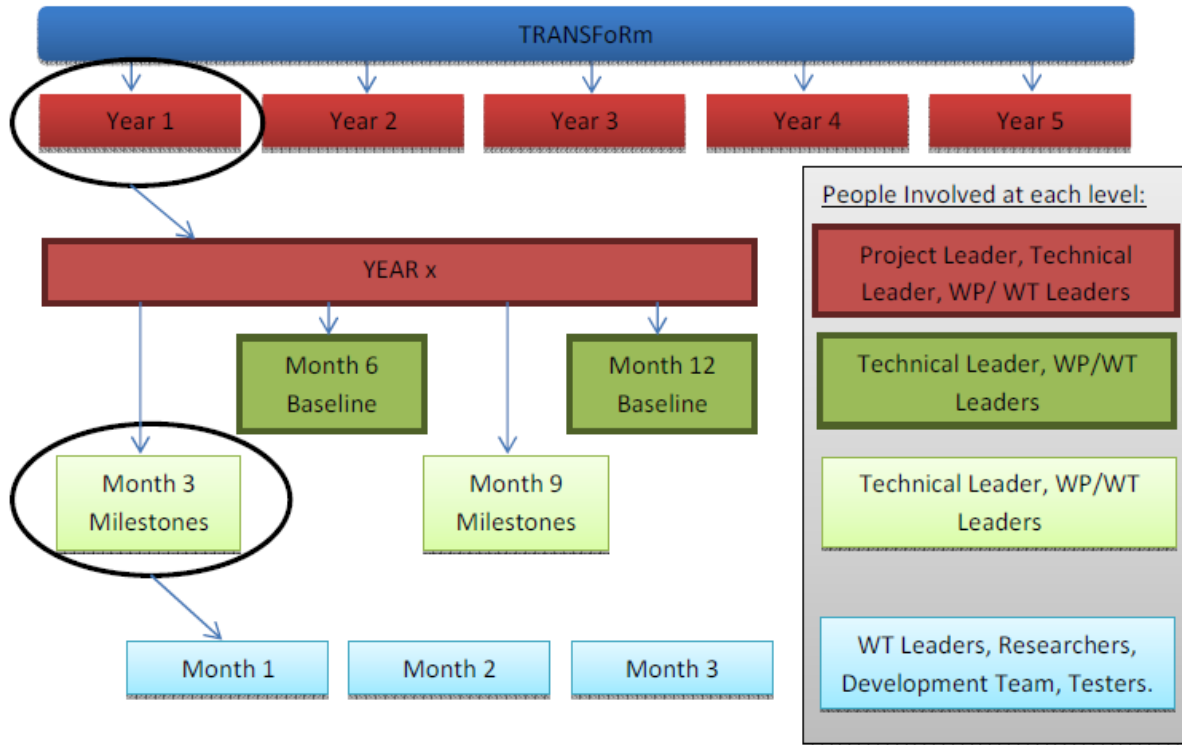 TRANSFoRm
Year 1
Year 2
Year 3
Year 4
Year 5
People Involved at each level:
YEAR x
Project Leader, Technical
Leader, WP/ WT Leaders
Month 6
Baseline
Month 12
Baseline
Technical Leader, WP/WT
Leaders
Month 3
Milestones
Month 9
Milestones
Technical Leader, WP/WT
Leaders
Month 1
Month 2
Month 3
WT Leaders, Researchers,
Development Team, Testers.